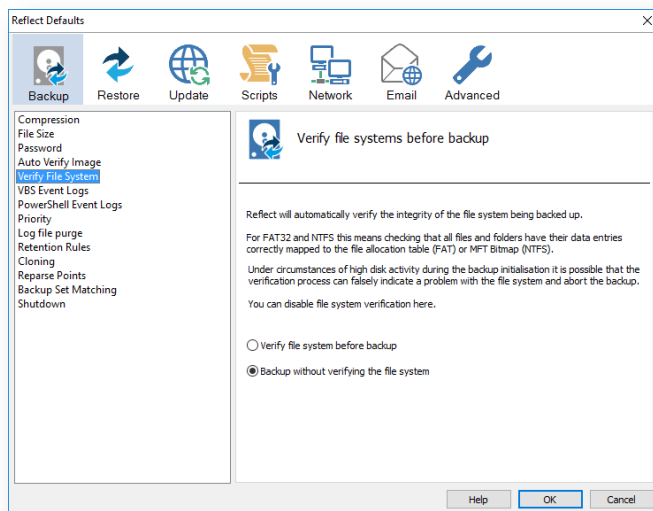 Reflect Defaults
Backup
Restore
Update
Scripts
Network
Email
Advanced
Compression
File Size
Password
Auto Verify Image
Verify File System
VBS Event Logs
PowerShell Event Logs
Priority
Log file purge
Retention Rules
Cloning
Reparse Points
Backup Set Matching
Shutdown
Verify file systems before backup
Reflect will automatically verify the integrity of the file system being backed up.
For FAT32 and NTFS this means checking that all files and folders have their data entries
correctly mapped to the file allocation table (FAT) or MFT Bitmap (NTFS).
Under circumstances of high disk activity during the backup initialisation it is possible that the
verification process can falsely indicate a problem with the file system and abort the backup.
You can disable file system verification here.
Verify file system before backup
Backup without verifying the file system
Help
OK
Cancel